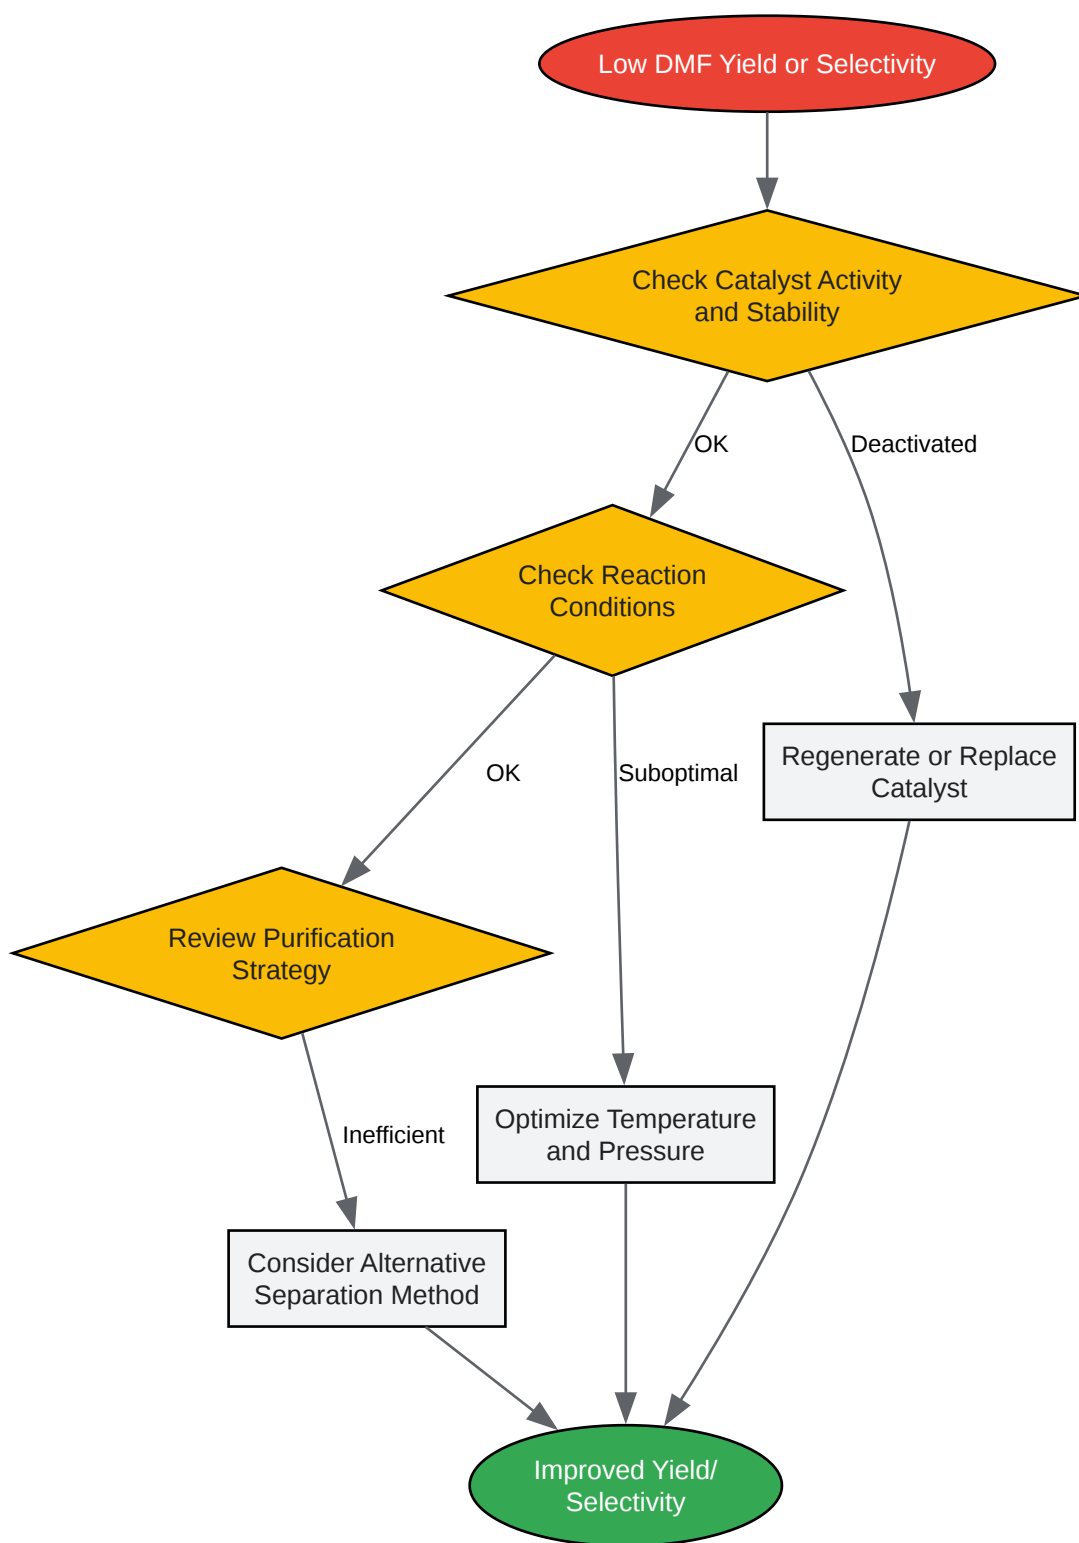 Low DMF Yield or Selectivity
Check Catalyst Activity
and Stability
OK
Deactivated
Check Reaction
Conditions
OK
Suboptimal
Regenerate or Replace
Catalyst
Review Purification
Strategy
Inefficient
Optimize Temperature
and Pressure
Consider Alternative
Separation Method
Improved Yield/
Selectivity